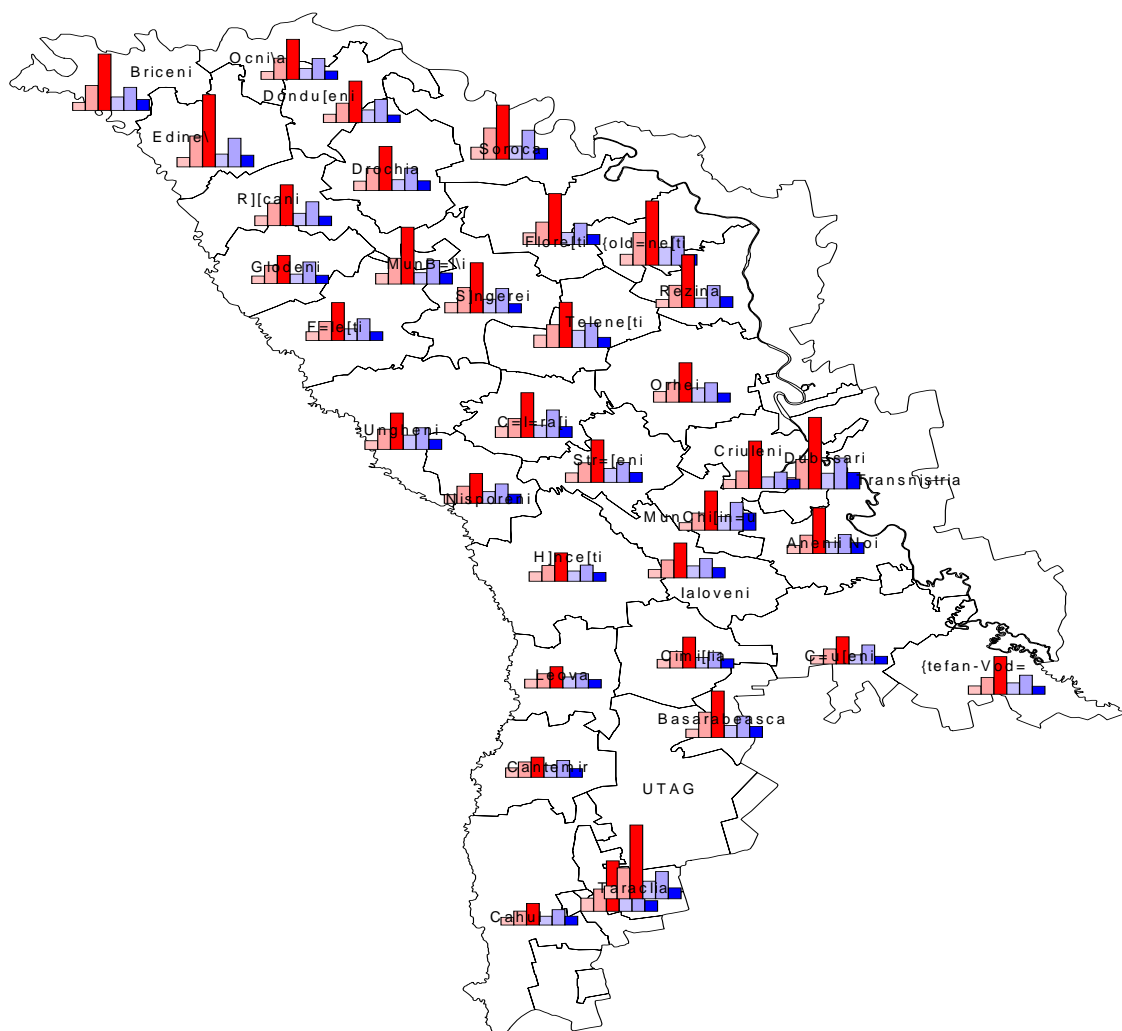 Ocni\a
Briceni
Dondu[eni
Edine\
Soroca
Drochia
R][cani
Flore[ti
{old=ne[ti
Glodeni
MunB=l\i
Rezina
S]ngerei
F=le[ti
Telene[ti
Orhei
C=l=ra[i
Ungheni
Criuleni
Dub=sari
Str=[eni
Transnistria
Nisporeni
MunChi[in=u
Anenii Noi
H]nce[ti
Ialoveni
Cimi[lia
C=u[eni
{tefan-Vod=
Leova
Basarabeasca
Cantemir
UTAG
Taraclia
Cahul